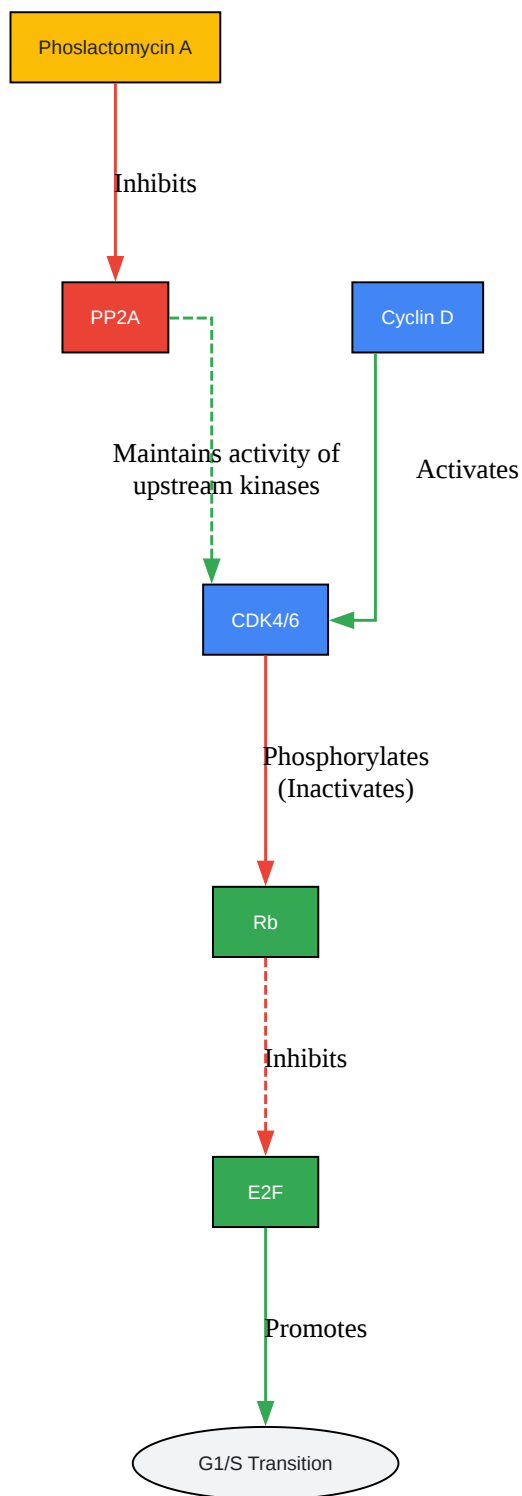 Phoslactomycin A
Inhibits
PP2A
Cyclin D
Maintains activity of
upstream kinases
Activates
CDK4/6
Phosphorylates
(Inactivates)
Rb
Inhibits
E2F
Promotes
G1/S Transition